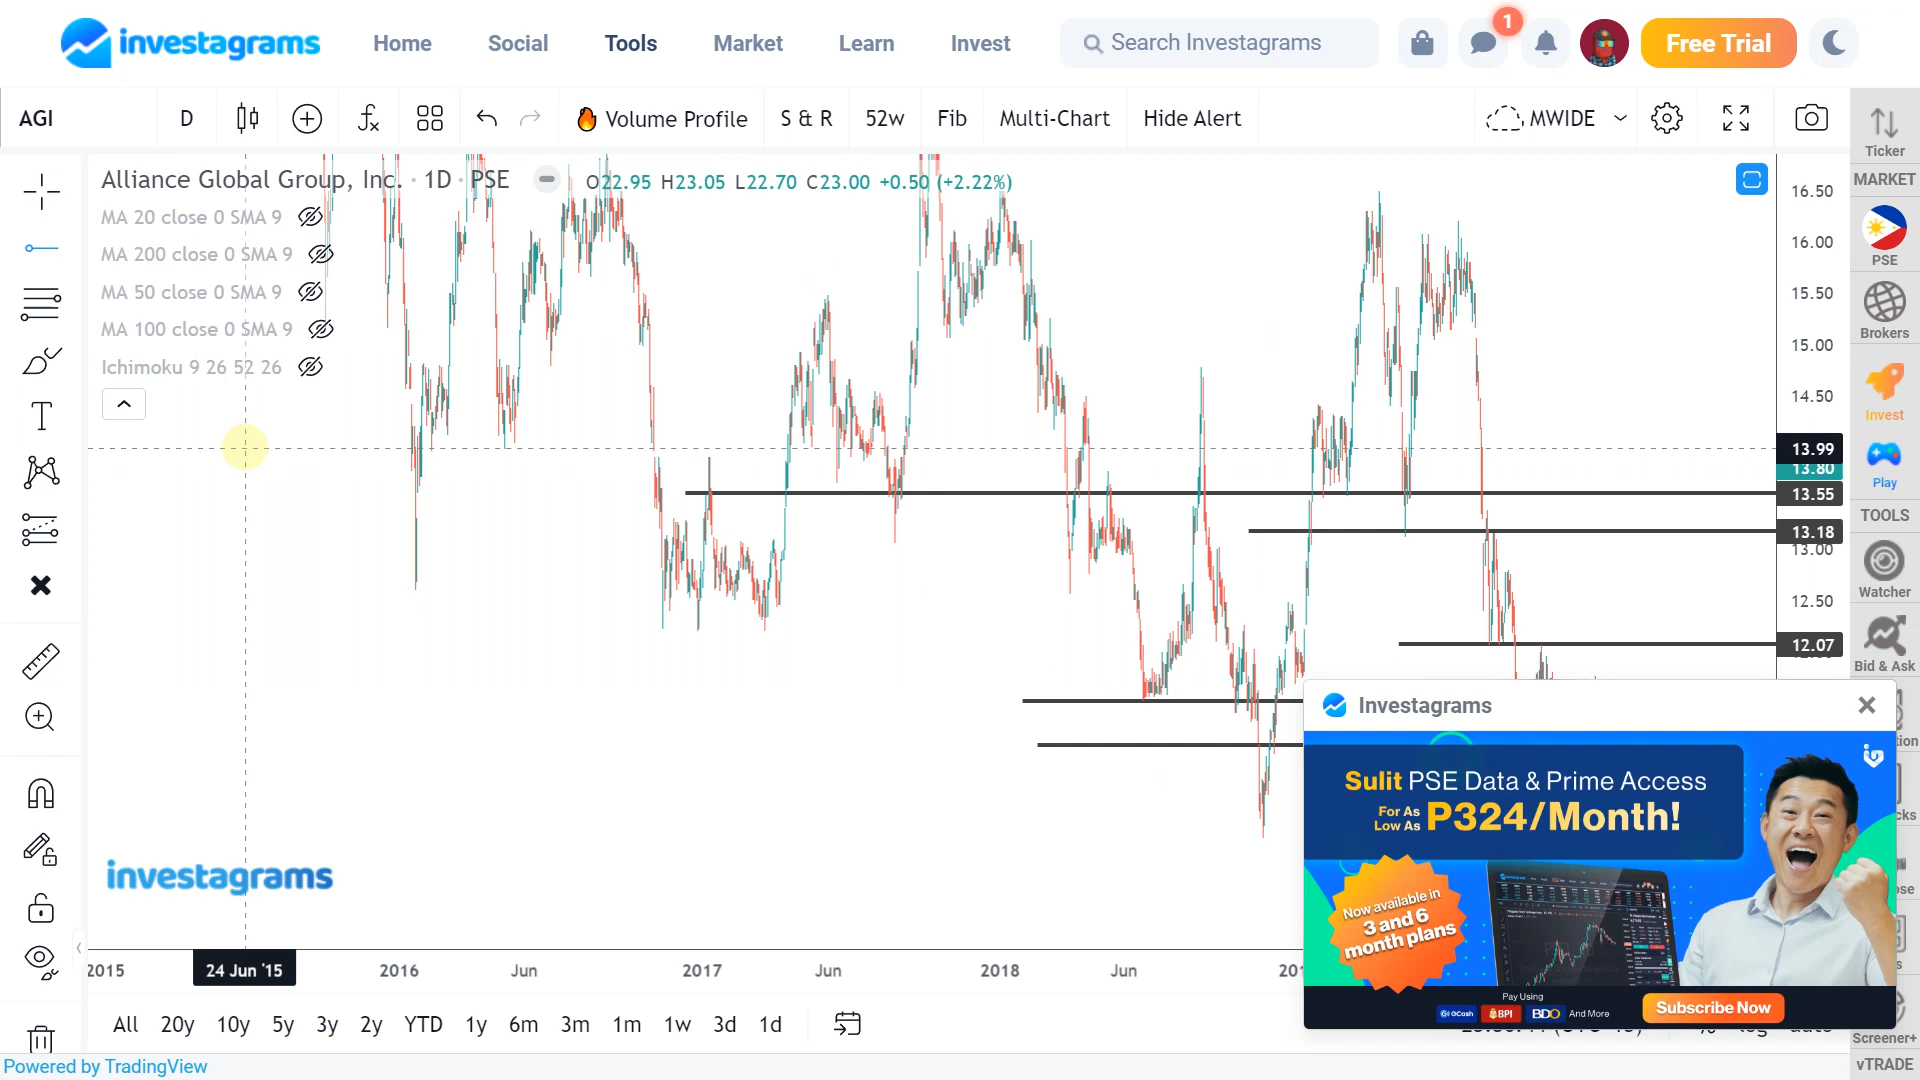 investagrams
Home
Social
Tools
Market
Learn
Invest
Search Investagrams
1
Free Trial
AGI
D
Volume Profile
S & R
52w
Fib
Multi-Chart
Hide Alert
MWIDE
Alliance Global Group, Inc. · 1D · PSE
O22.95 H23.05 L22.70 C23.00 +0.50 (+2.22%)
MA 20 close 0 SMA 9
MA 200 close 0 SMA 9
MA 50 close 0 SMA 9
MA 100 close 0 SMA 9
Ichimoku 9 26 52 26
16.50
16.00
15.50
15.00
14.50
13.99
13.80
13.55
13.18
13.00
12.50
12.07
Ticker
MARKET
PSE
Brokers
Invest
Play
TOOLS
Watcher
Bid & Ask
Screener+
vTRADE
Investagrams
Sulit PSE Data & Prime Access
For As
Low As
P324/Month!
Now available in
3 and 6
month plans
Pay Using
GCash
BPI
BDO
And More
Subscribe Now
investagrams
2015
24 Jun '15
2016
Jun
2017
Jun
2018
Jun
All
20y
10y
5y
3y
2y
YTD
1y
6m
3m
1m
1w
3d
1d
Powered by TradingView